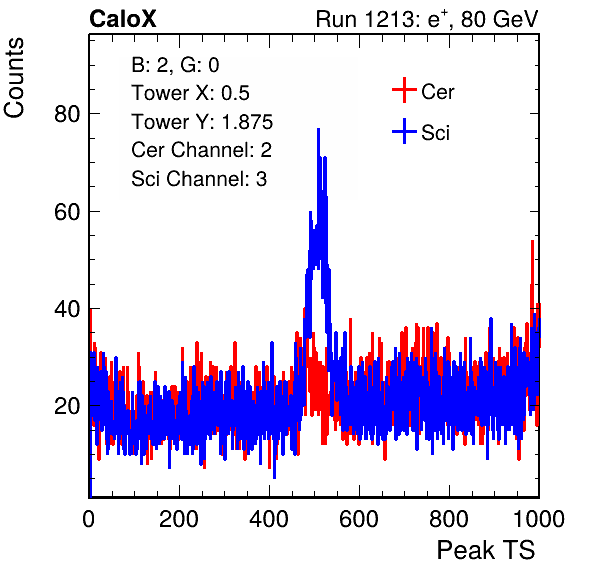 CaloX Run 1213: e⁺, 80 GeV
B: 2, G: 0
Tower X: 0.5
Tower Y: 1.875
Cer Channel: 2
Sci Channel: 3
Cer
Sci
Counts
80
60
40
20
0 200 400 600 800 1000
Peak TS